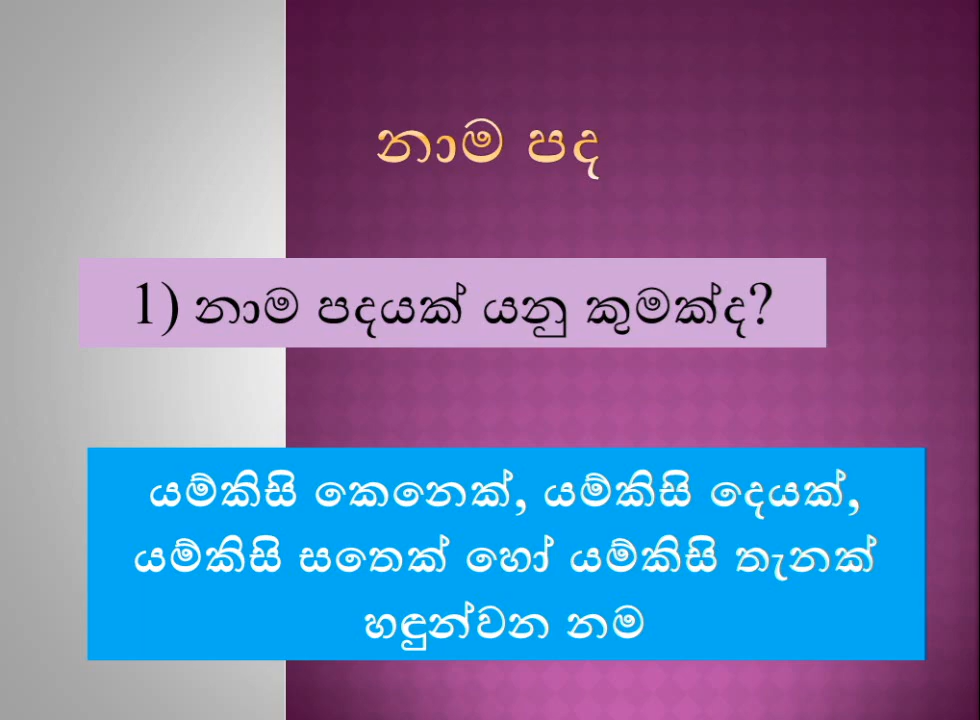 නාම පද
1) නාම පදයක් යනු කුමක්ද?
යම්කිසි කෙනෙක්, යම්කිසි දෙයක්,
යම්කිසි සතෙක් හෝ යම්කිසි තැනක්
හඳුන්වන නම